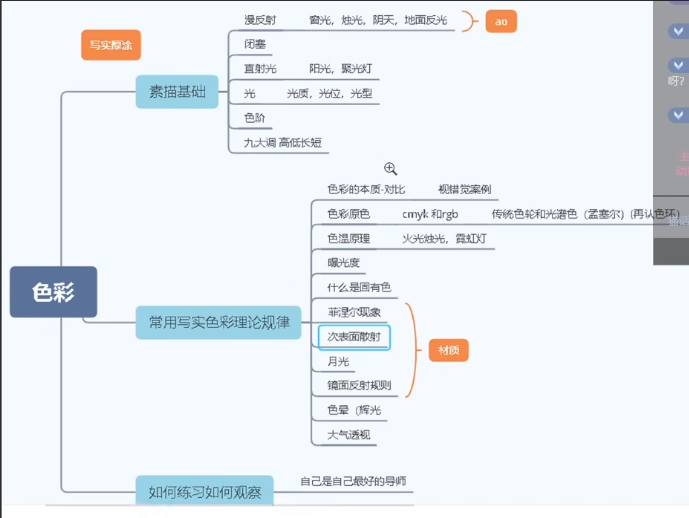 写实厚涂
漫反射 窗光，烛光，阴天，地面反光
ao
闭塞
直射光 阳光，聚光灯
素描基础
光 光质，光位，光型
色阶
九大调 高低长短
色彩的本质-对比 视错觉案例
色彩原色 cmyk 和rgb 传统色轮和光谱色（孟塞尔）(再认色环）
色温原理 火光烛光，霓虹灯
曝光度
什么是固有色
色彩
常用写实色彩理论规律
菲涅尔现象
次表面散射
材质
月光
镜面反射规则
色晕（辉光
大气透视
如何练习如何观察
自己是自己最好的导师
呀？